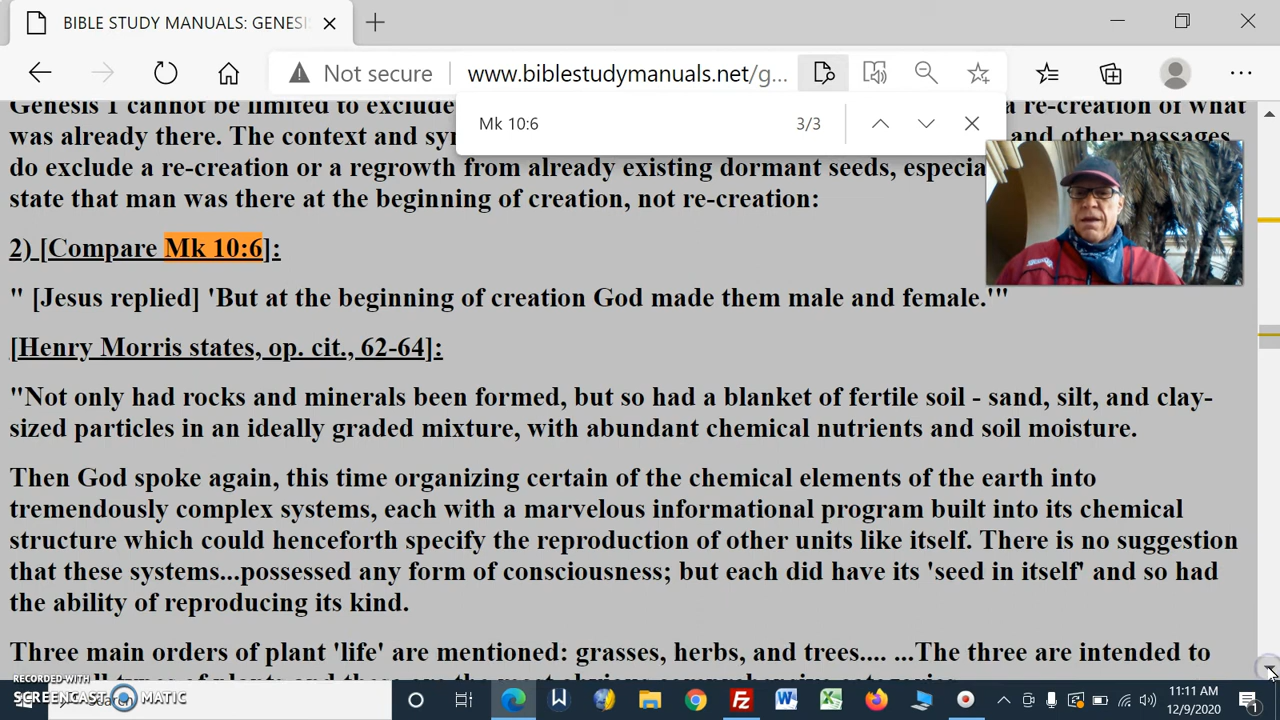 BIBLE STUDY MANUALS: GENESIS
Not secure
www.biblestudymanuals.net/g...
Mk 10:6
3/3
Genesis 1 cannot be limited to exclude a re-creation of what
was already there. The context and and other passages
do exclude a re-creation or a regrowth from already existing dormant seeds,
state that man was there at the beginning of creation, not re-creation:
2) [Compare Mk 10:6]:
" [Jesus replied] 'But at the beginning of creation God made them male and female.'"
[Henry Morris states, op. cit., 62-64]:
"Not only had rocks and minerals been formed, but so had a blanket of fertile soil - sand, silt, and clay-
sized particles in an ideally graded mixture, with abundant chemical nutrients and soil moisture.
Then God spoke again, this time organizing certain of the chemical elements of the earth into
tremendously complex systems, each with a marvelous informational program built into its chemical
structure which could henceforth specify the reproduction of other units like itself. There is no suggestion
that these systems...possessed any form of consciousness; but each did have its 'seed in itself' and so had
the ability of reproducing its kind.
Three main orders of plant 'life' are mentioned: grasses, herbs, and trees.... ...The three are intended to
RECORDED WITH
SCREENCAST MATIC
Search
11:11 AM
12/9/2020
1